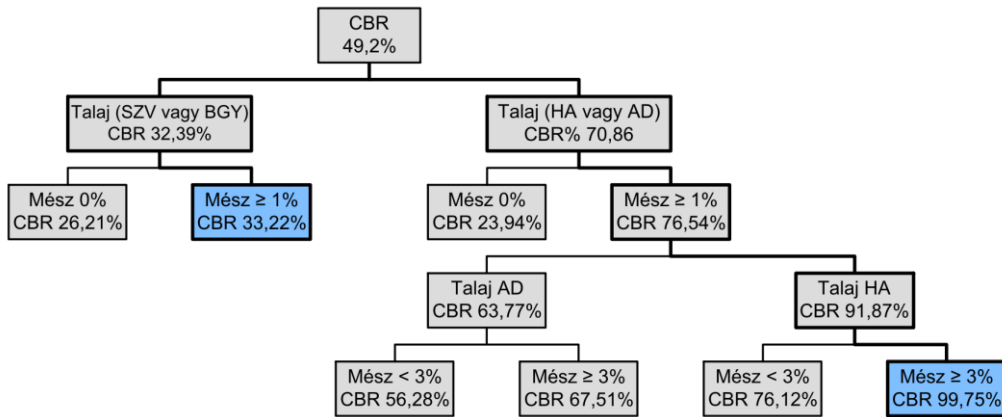 CBR
49,2%
Talaj (SZV vagy BGY)
CBR 32,39%
Talaj (HA vagy AD)
CBR% 70,86
Mész 0%
CBR 26,21%
Mész ≥ 1%
CBR 33,22%
Mész 0%
CBR 23,94%
Mész ≥ 1%
CBR 76,54%
Talaj AD
CBR 63,77%
Talaj HA
CBR 91,87%
Mész < 3%
CBR 56,28%
Mész ≥ 3%
CBR 67,51%
Mész < 3%
CBR 76,12%
Mész ≥ 3%
CBR 99,75%